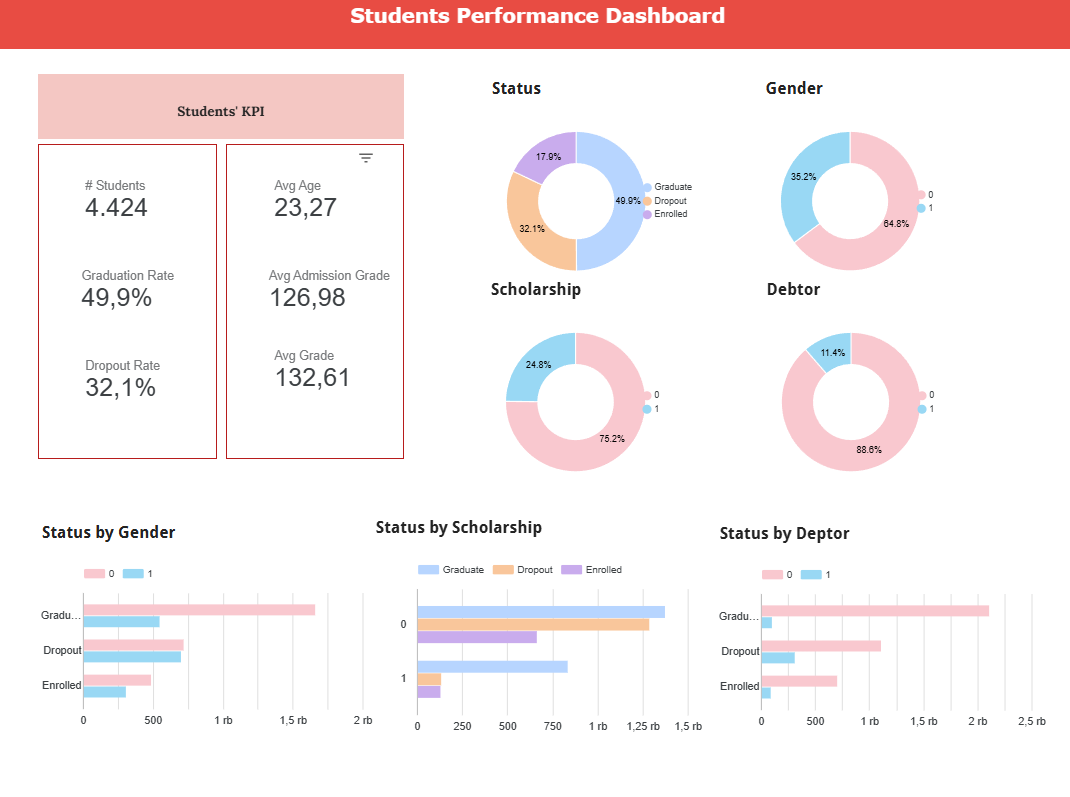 Students Performance Dashboard
Students' KPI
# Students
4.424
Graduation Rate
49,9%
Dropout Rate
32,1%
Avg Age
23,27
Avg Admission Grade
126,98
Avg Grade
132,61
Status
17.9%
49.9%
32.1%
Graduate
Dropout
Enrolled
Gender
35.2%
64.8%
0
1
Scholarship
24.8%
75.2%
0
1
Debtor
11.4%
88.6%
0
1
Status by Gender
0 1
Gradu...
Dropout
Enrolled
0 500 1 rb 1,5 rb 2 rb
Status by Scholarship
Graduate Dropout Enrolled
0
1
0 250 500 750 1 rb 1,25 rb 1,5 rb
Status by Deptor
0 1
Gradu...
Dropout
Enrolled
0 500 1 rb 1,5 rb 2 rb 2,5 rb